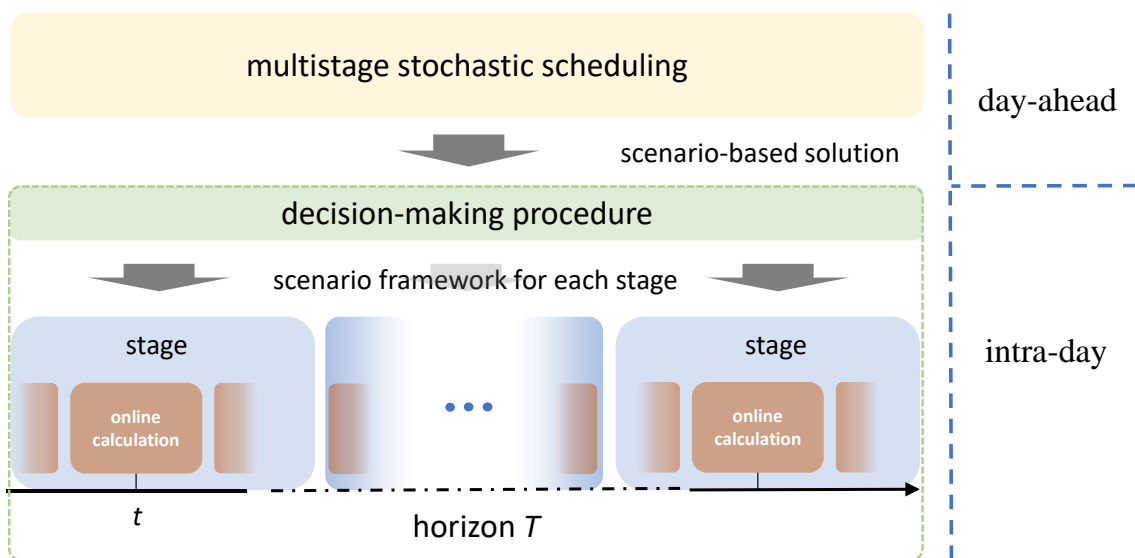 multistage stochastic scheduling
day-ahead
scenario-based solution
decision-making procedure
scenario framework for each stage
stage
stage
intra-day
online
calculation
online
calculation
t
horizon T